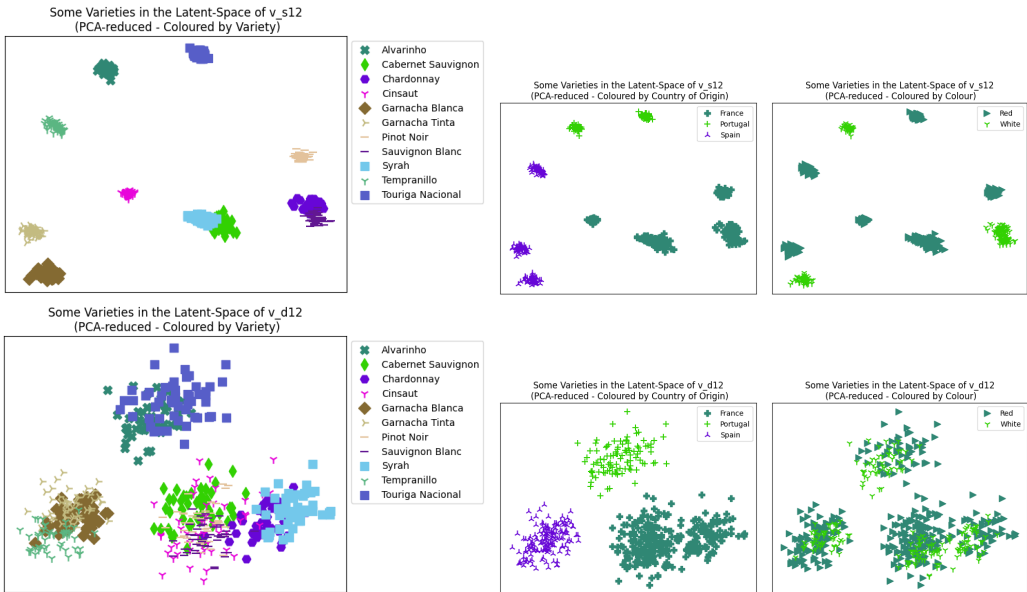 Some Varieties in the Latent-Space of v_s12
(PCA-reduced - Coloured by Variety)
Alvarinho
Cabernet Sauvignon
Chardonnay
Cinsaut
Garnacha Blanca
Garnacha Tinta
Pinot Noir
Sauvignon Blanc
Syrah
Tempranillo
Touriga Nacional
Some Varieties in the Latent-Space of v_s12
(PCA-reduced - Coloured by Country of Origin)
France
Portugal
Spain
Some Varieties in the Latent-Space of v_s12
(PCA-reduced - Coloured by Colour)
Red
White
Some Varieties in the Latent-Space of v_d12
(PCA-reduced - Coloured by Variety)
Alvarinho
Cabernet Sauvignon
Chardonnay
Cinsaut
Garnacha Blanca
Garnacha Tinta
Pinot Noir
Sauvignon Blanc
Syrah
Tempranillo
Touriga Nacional
Some Varieties in the Latent-Space of v_d12
(PCA-reduced - Coloured by Country of Origin)
France
Portugal
Spain
Some Varieties in the Latent-Space of v_d12
(PCA-reduced - Coloured by Colour)
Red
White